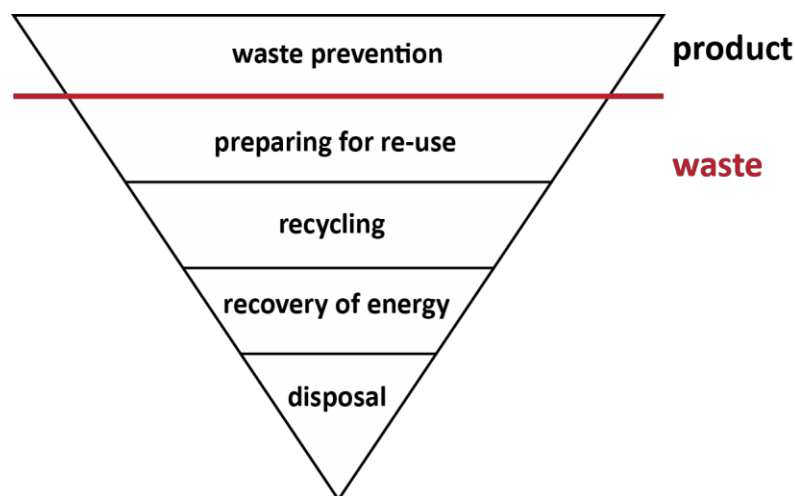 waste prevention
product
preparing for re-use
waste
recycling
recovery of energy
disposal